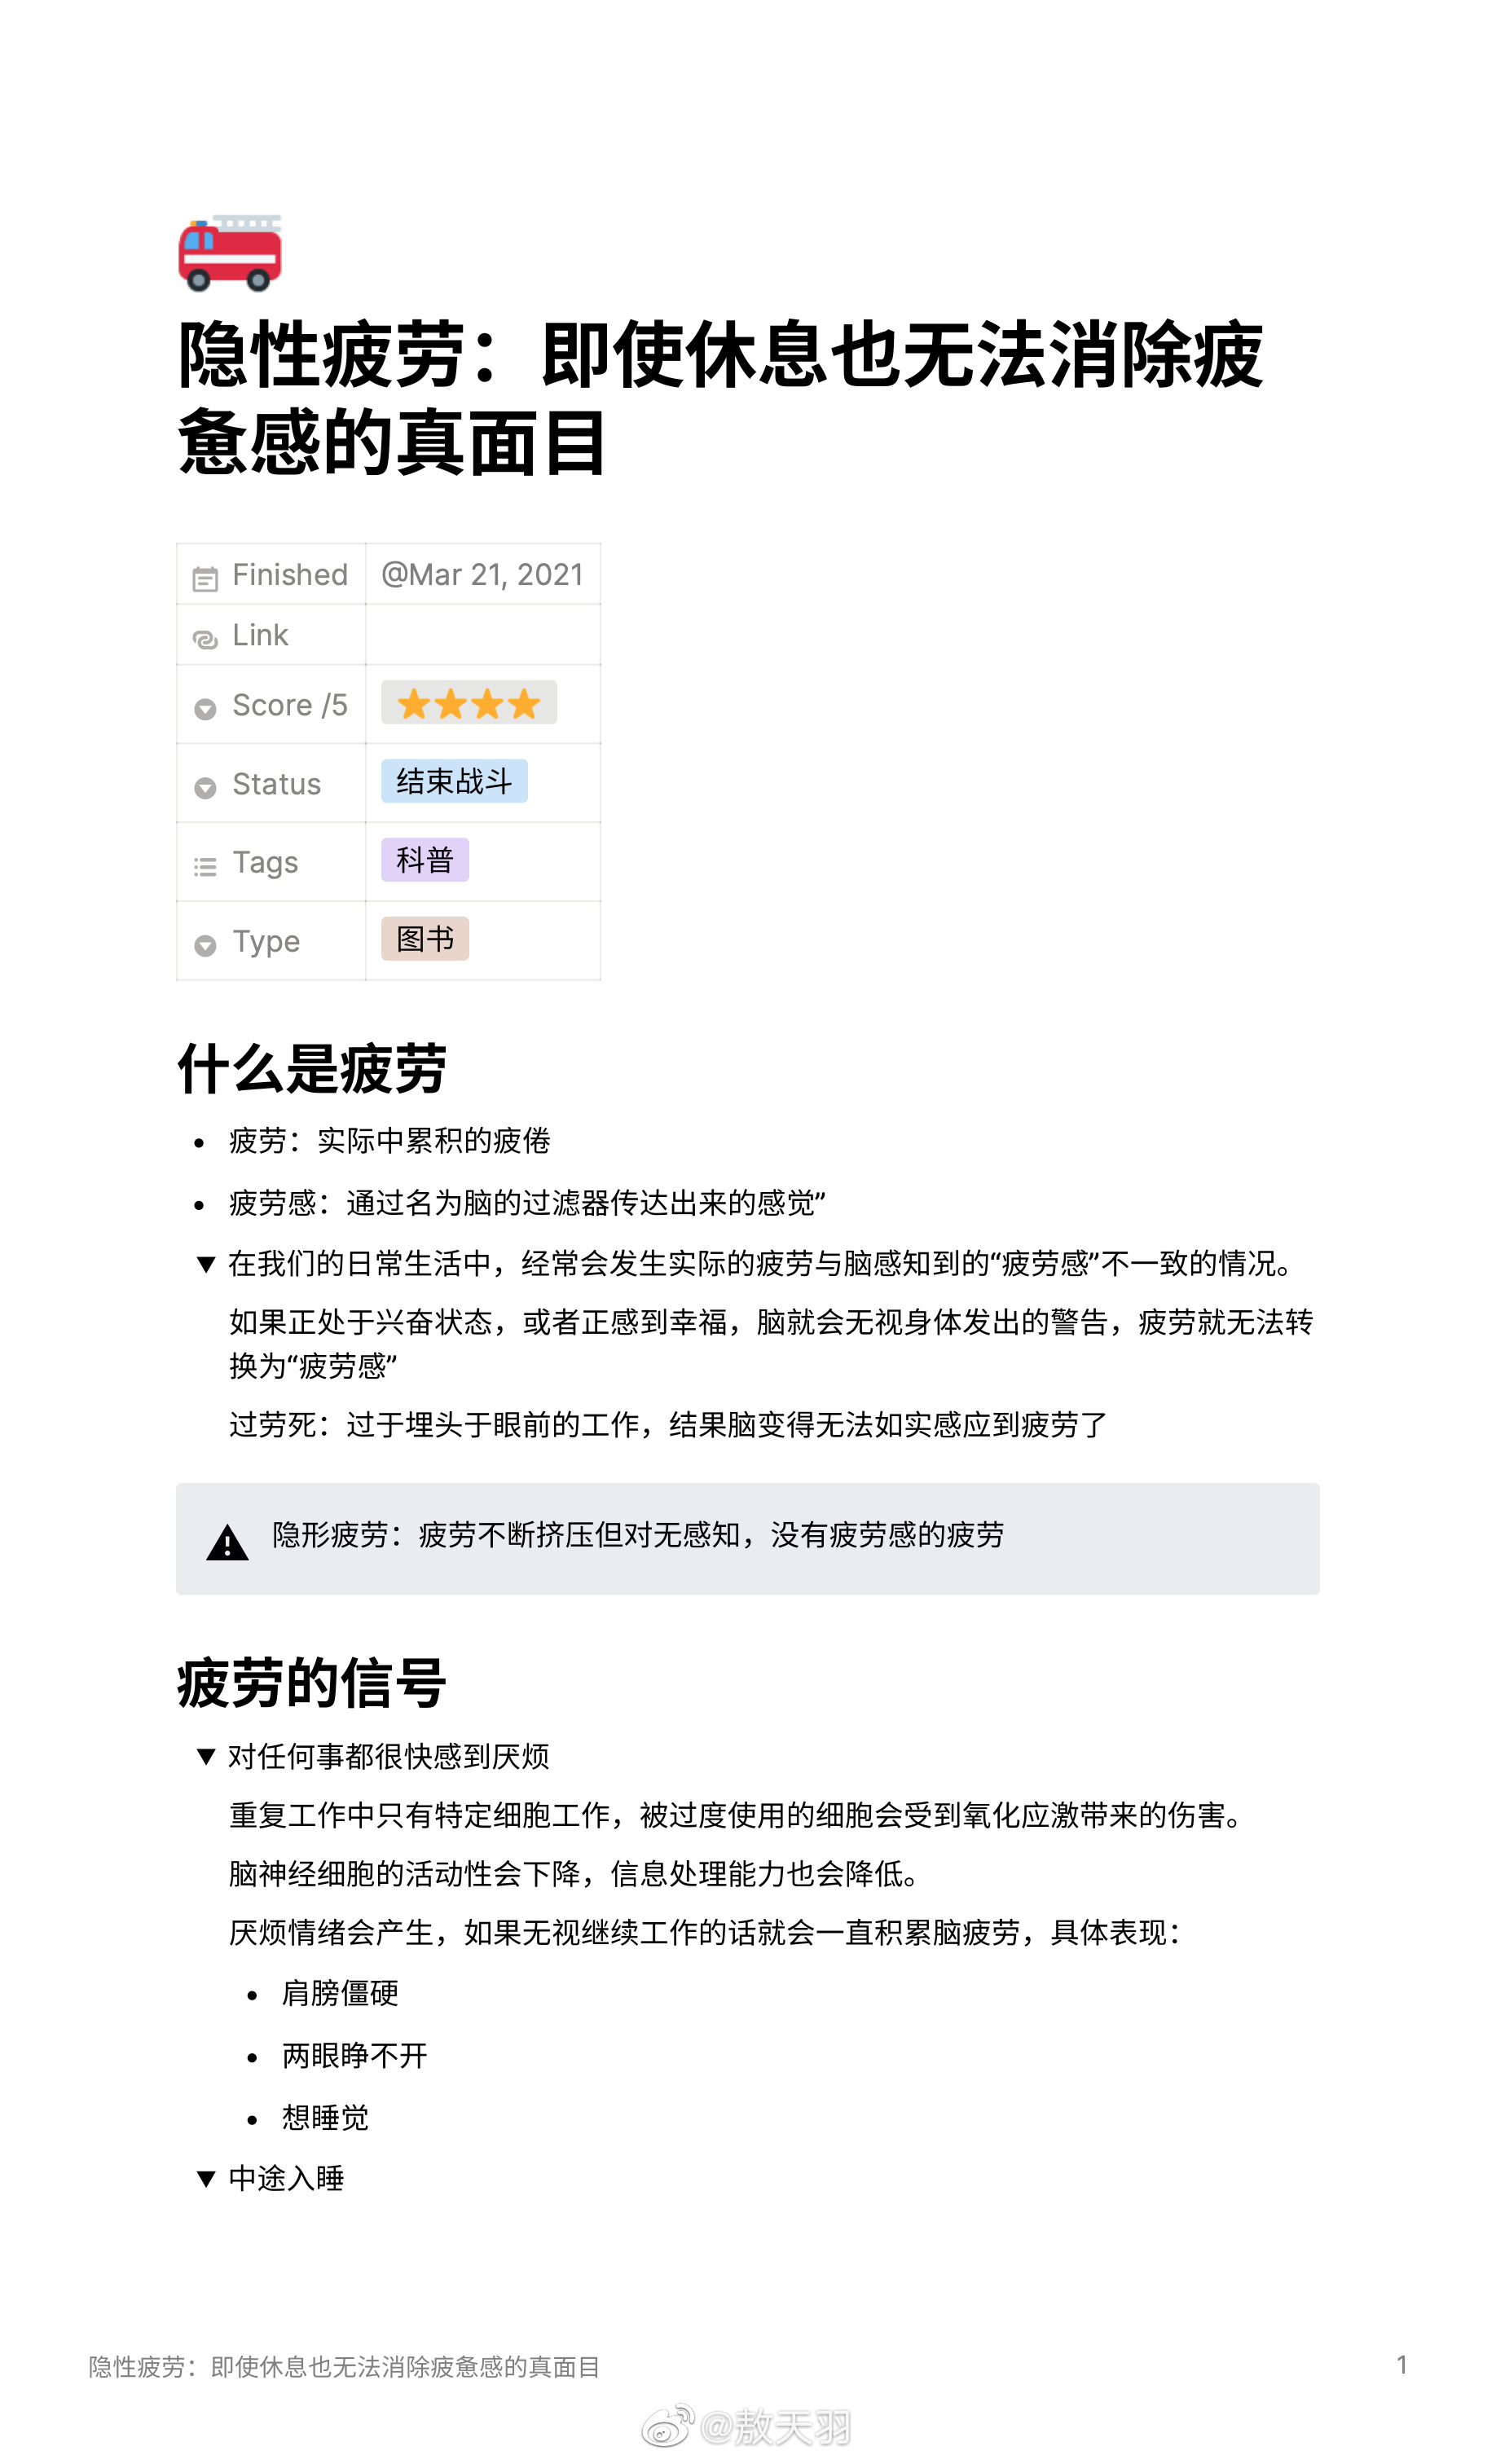 隐性疲劳：即使休息也无法消除疲
惫感的真面目
Finished @Mar 21, 2021
Link
Score /5 ⭐⭐⭐⭐
Status 结束战斗
Tags 科普
Type 图书
什么是疲劳
• 疲劳：实际中累积的疲倦
• 疲劳感：通过名为脑的过滤器传达出来的感觉”
▼ 在我们的日常生活中，经常会发生实际的疲劳与脑感知到的“疲劳感”不一致的情况。
如果正处于兴奋状态，或者正感到幸福，脑就会无视身体发出的警告，疲劳就无法转
换为“疲劳感”
过劳死：过于埋头于眼前的工作，结果脑变得无法如实感应到疲劳了
隐形疲劳：疲劳不断挤压但对无感知，没有疲劳感的疲劳
疲劳的信号
▼ 对任何事都很快感到厌烦
重复工作中只有特定细胞工作，被过度使用的细胞会受到氧化应激带来的伤害。
脑神经细胞的活动性会下降，信息处理能力也会降低。
厌烦情绪会产生，如果无视继续工作的话就会一直积累脑疲劳，具体表现：
• 肩膀僵硬
• 两眼睁不开
• 想睡觉
▼ 中途入睡
隐性疲劳：即使休息也无法消除疲惫感的真面目 1
@敖天羽